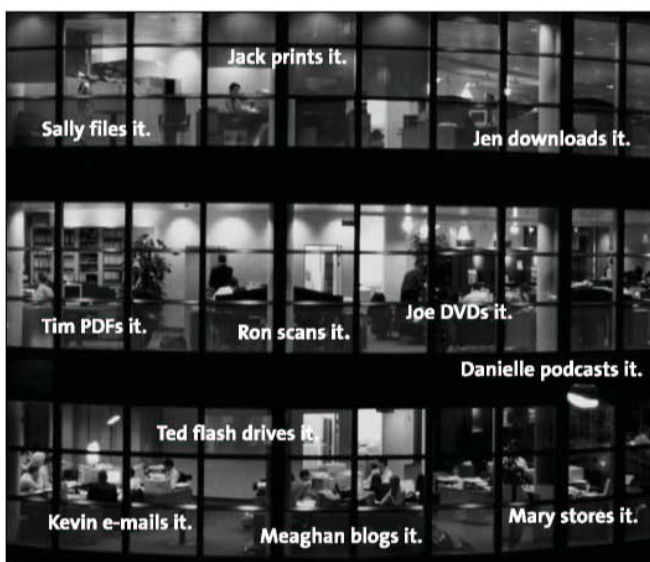 Jack prints it.
Sally files it.
Jen downloads it.
Tim PDFs it.
Ron scans it.
Joe DVDs it.
Danielle podcasts it.
Ted flash drives it.
Kevin e-mails it.
Meaghan blogs it.
Mary stores it.